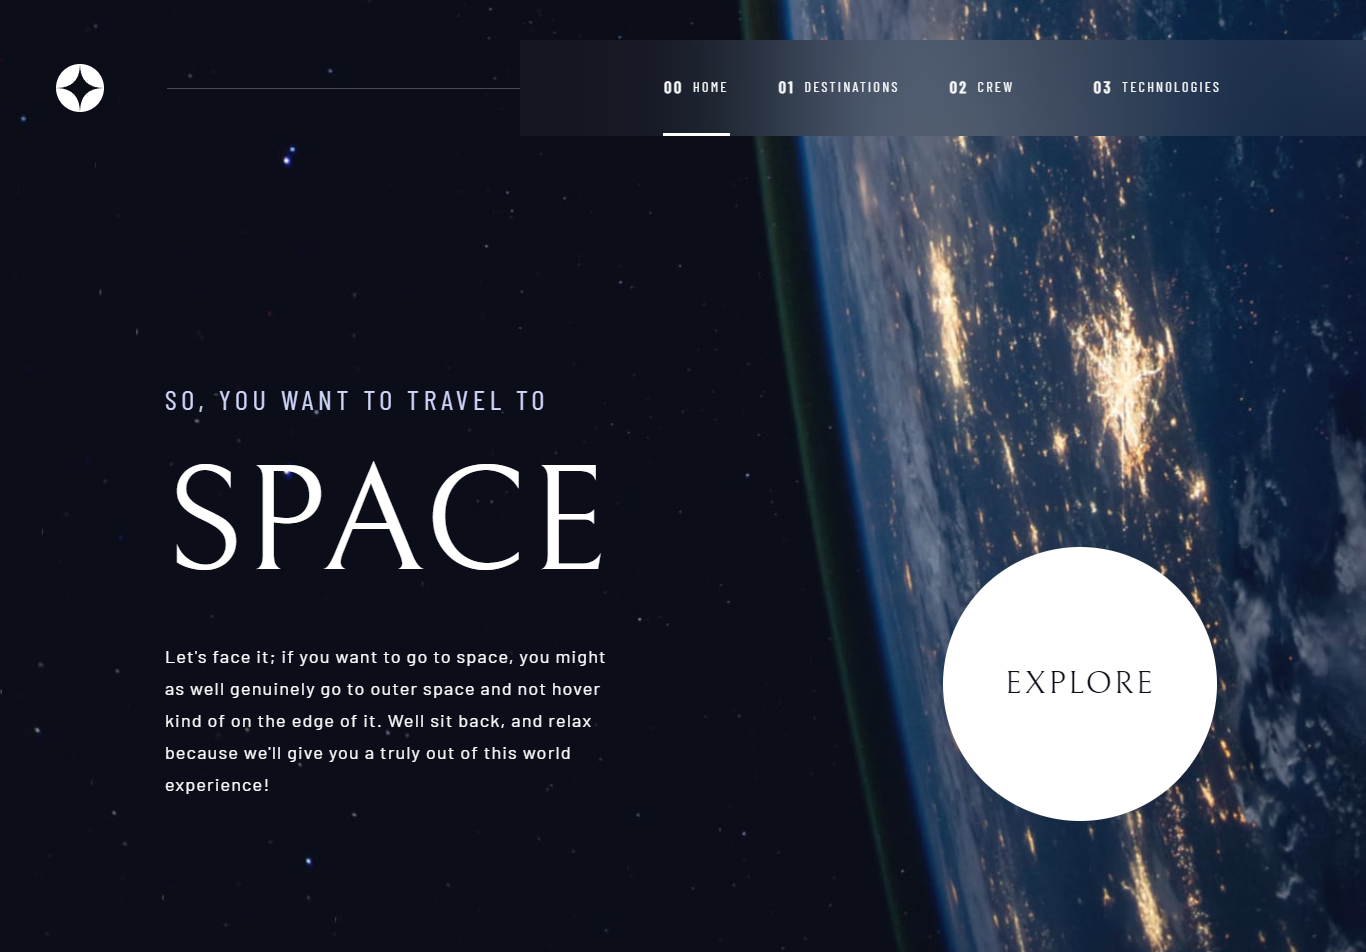 00 HOME 01 DESTINATIONS 02 CREW 03 TECHNOLOGIES
SO, YOU WANT TO TRAVEL TO
SPACE
Let's face it; if you want to go to space, you might
as well genuinely go to outer space and not hover
kind of on the edge of it. Well sit back, and relax
because we'll give you a truly out of this world
experience!
EXPLORE